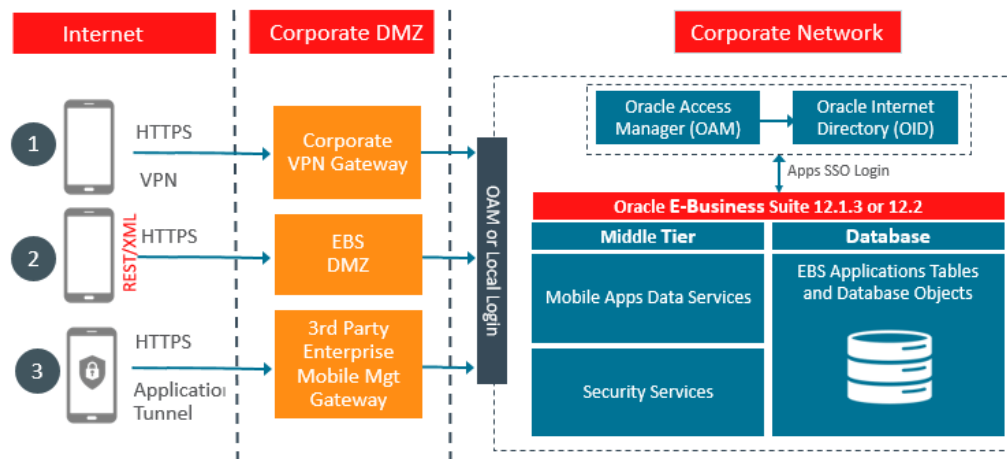 Internet
Corporate DMZ
Corporate Network
1
HTTPS
VPN
Corporate
VPN Gateway
2
REST/XML
HTTPS
EBS
DMZ
3
HTTPS
Application
Tunnel
3rd Party
Enterprise
Mobile Mgt
Gateway
OAM or Local Login
Oracle Access
Manager (OAM)
Oracle Internet
Directory (OID)
Apps SSO Login
Oracle E-Business Suite 12.1.3 or 12.2
Middle Tier
Database
Mobile Apps Data Services
Security Services
EBS Applications Tables
and Database Objects